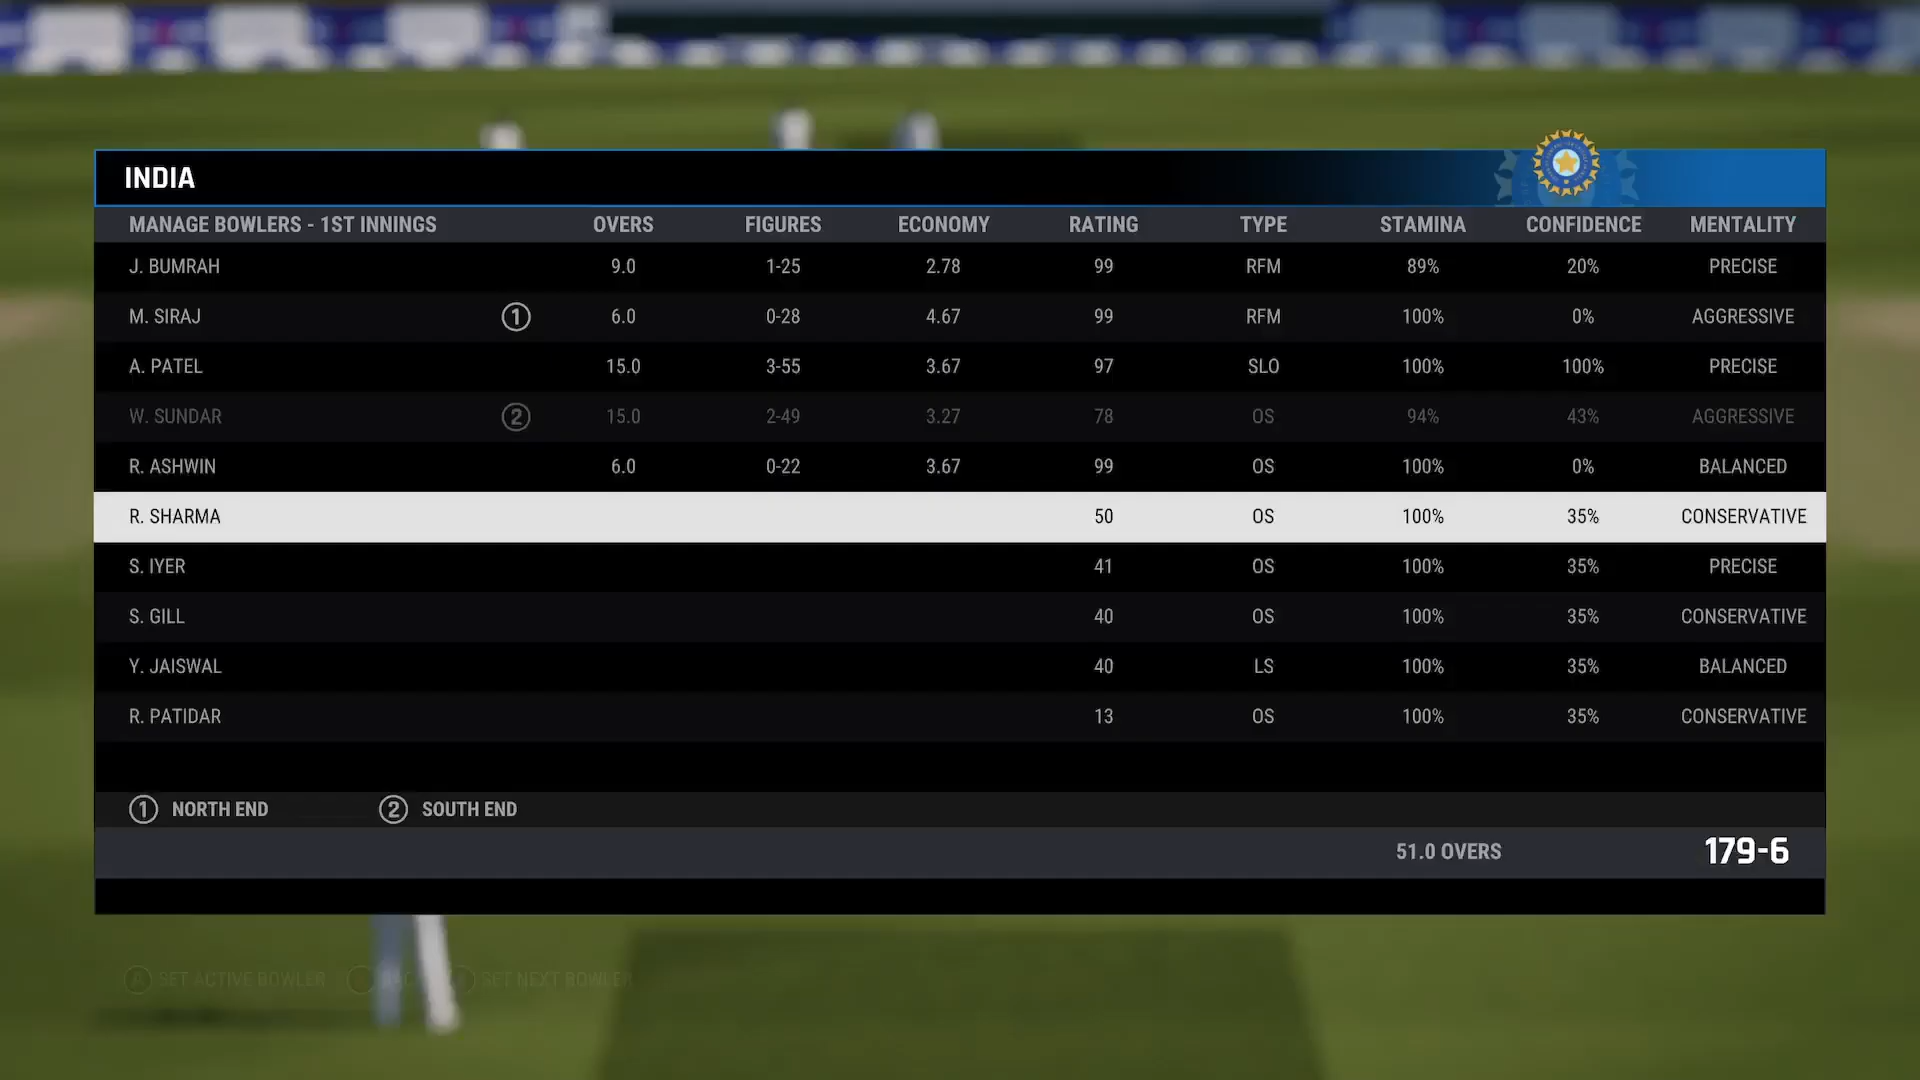 INDIA
MANAGE BOWLERS - 1ST INNINGS OVERS FIGURES ECONOMY RATING TYPE STAMINA CONFIDENCE MENTALITY
J. BUMRAH 9.0 1-25 2.78 99 RFM 89% 20% PRECISE
M. SIRAJ 1 6.0 0-28 4.67 99 RFM 100% 0% AGGRESSIVE
A. PATEL 15.0 3-55 3.67 97 SLO 100% 100% PRECISE
W. SUNDAR 2 15.0 2-49 3.27 78 OS 94% 43% AGGRESSIVE
R. ASHWIN 6.0 0-22 3.67 99 OS 100% 0% BALANCED
R. SHARMA 50 OS 100% 35% CONSERVATIVE
S. IYER 41 OS 100% 35% PRECISE
S. GILL 40 OS 100% 35% CONSERVATIVE
Y. JAISWAL 40 LS 100% 35% BALANCED
R. PATIDAR 13 OS 100% 35% CONSERVATIVE
1 NORTH END 2 SOUTH END
51.0 OVERS 179-6
SET ACTIVE BOWLER SET NEXT BOWLER